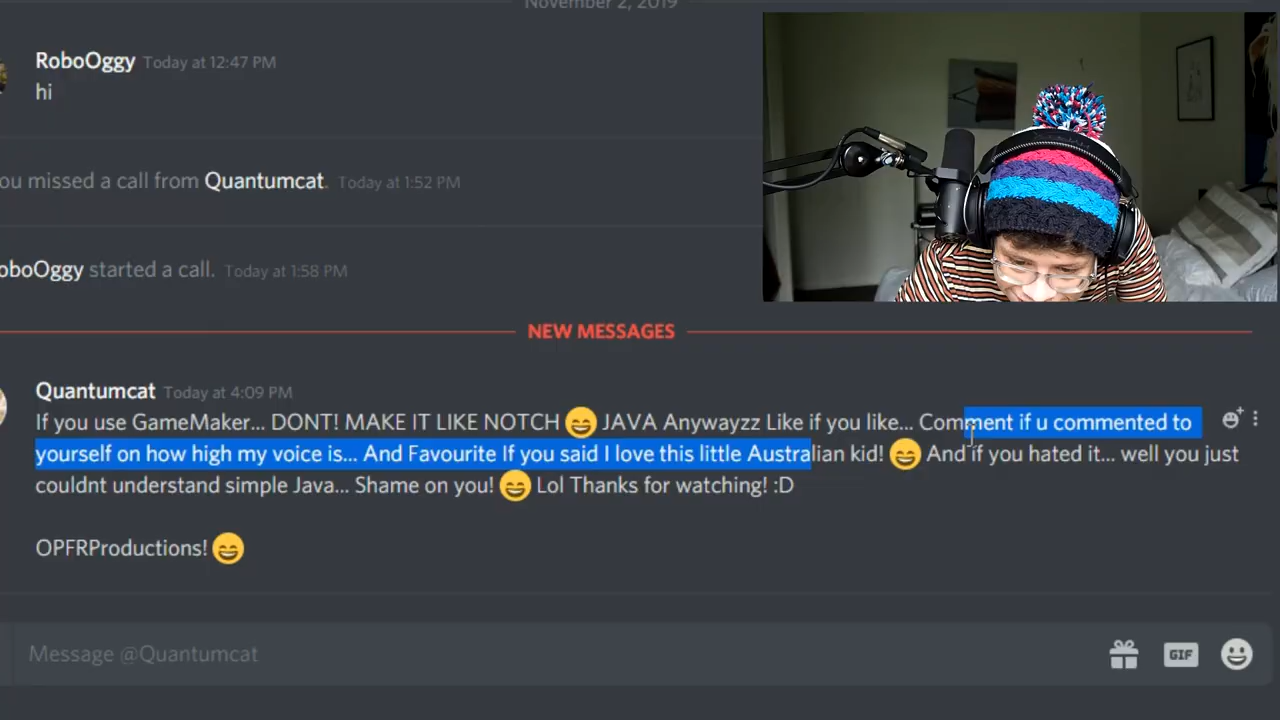 November 2, 2019
RoboOggy Today at 12:47 PM
hi
ou missed a call from Quantumcat. Today at 1:52 PM
oboOggy started a call. Today at 1:58 PM
NEW MESSAGES
Quantumcat Today at 4:09 PM
If you use GameMaker... DONT! MAKE IT LIKE NOTCH 😄 JAVA Anywayzz Like if you like... Comment if u commented to
yourself on how high my voice is... And Favourite If you said I love this little Australian kid! 😄 And if you hated it... well you just
couldnt understand simple Java... Shame on you! 😄 Lol Thanks for watching! :D
OPFRProductions! 😄
Message @Quantumcat
GIF